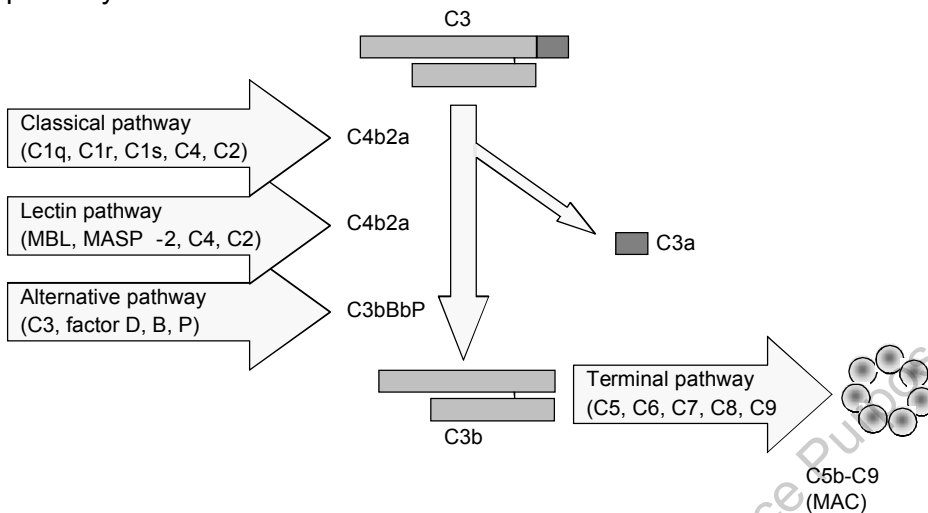 C3
Classical pathway
(C1q, C1r, C1s, C4, C2)
C4b2a
Lectin pathway
(MBL, MASP -2, C4, C2)
C4b2a
C3a
Alternative pathway
(C3, factor D, B, P)
C3bBbP
Terminal pathway
(C5, C6, C7, C8, C9
C3b
C5b-C9
(MAC)